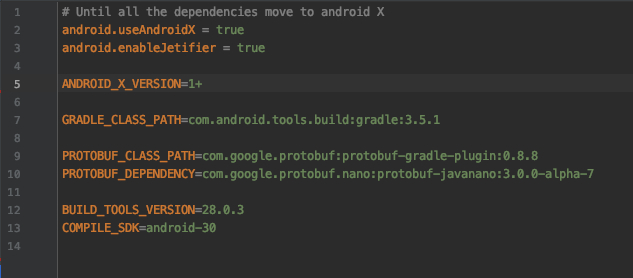 1 # Until all the dependencies move to android X
2 android.useAndroidX = true
3 android.enableJetifier = true
4
5 ANDROID_X_VERSION=1+
6
7 GRADLE_CLASS_PATH=com.android.tools.build:gradle:3.5.1
8
9 PROTOBUF_CLASS_PATH=com.google.protobuf:protobuf-gradle-plugin:0.8.8
10 PROTOBUF_DEPENDENCY=com.google.protobuf.nano:protobuf-javanano:3.0.0-alpha-7
11
12 BUILD_TOOLS_VERSION=28.0.3
13 COMPILE_SDK=android-30
14